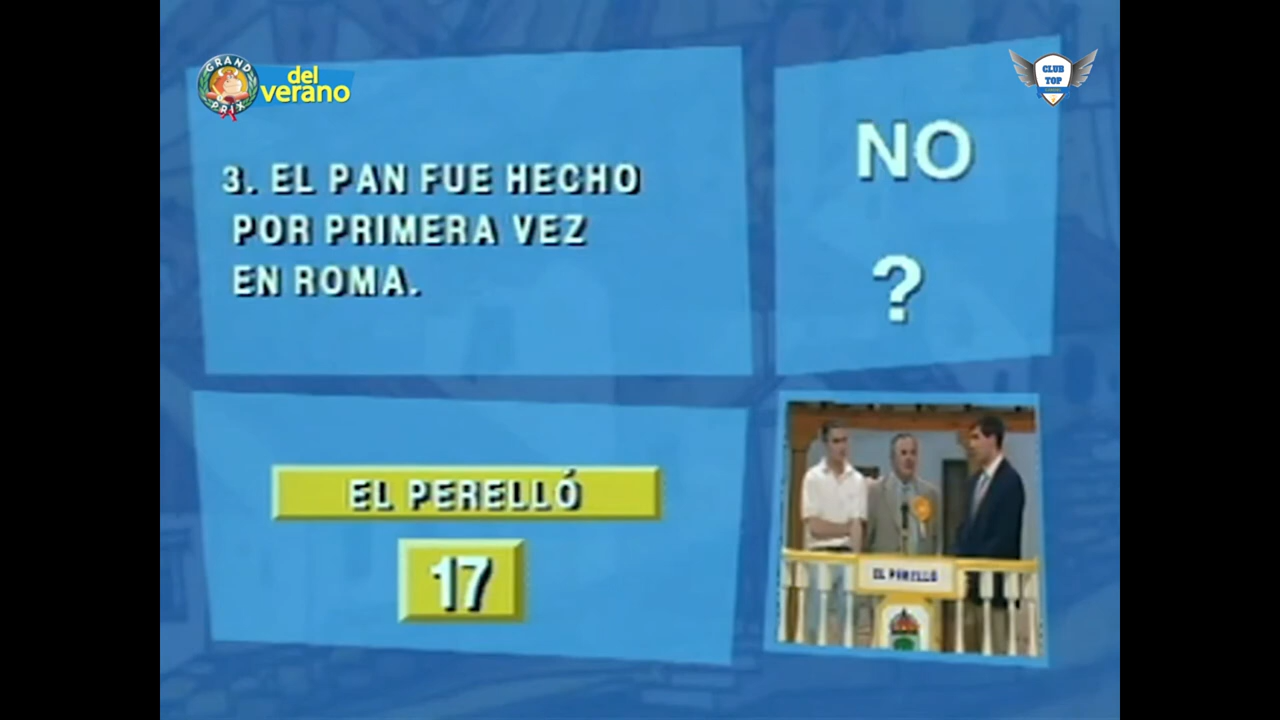 GRAND
PRIX
del
verano
CLUB
TOP
3. EL PAN FUE HECHO
POR PRIMERA VEZ
EN ROMA.
NO
?
EL PERELLÓ
17
EL PERELLÓ